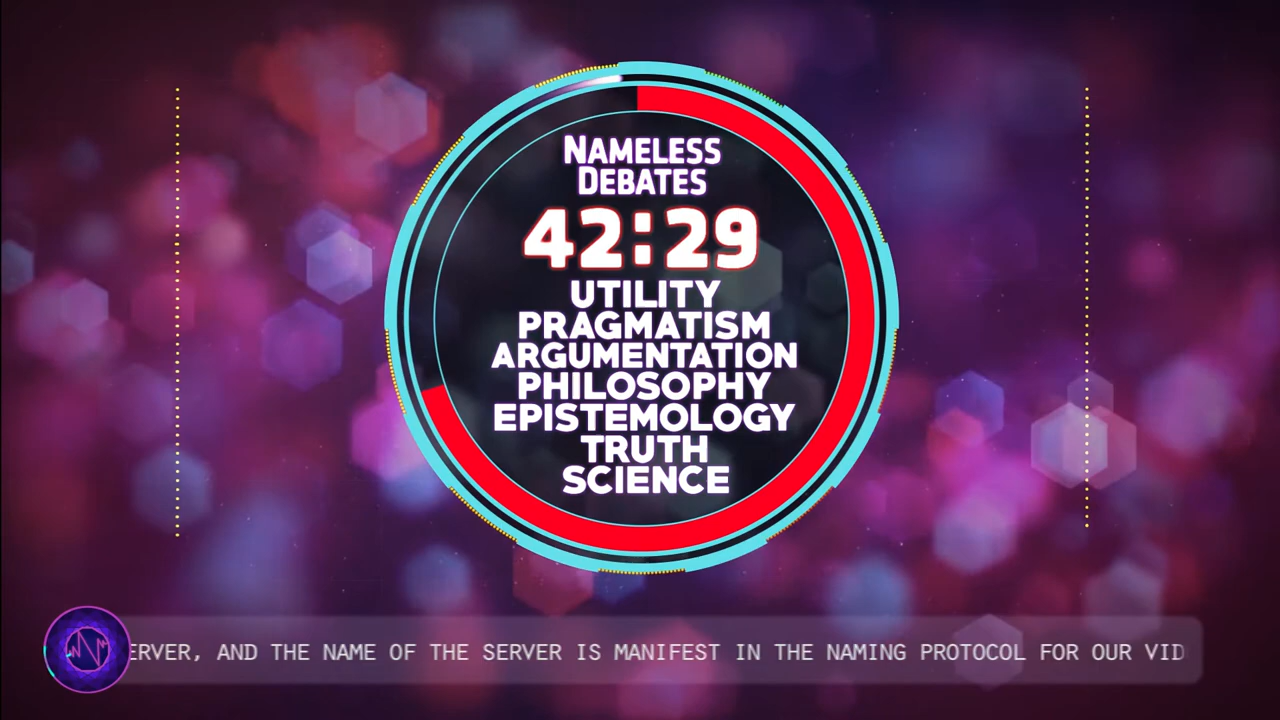 NAMELESS
DEBATES
42:29
UTILITY
PRAGMATISM
ARGUMENTATION
PHILOSOPHY
EPISTEMOLOGY
TRUTH
SCIENCE
ERVER, AND THE NAME OF THE SERVER IS MANIFEST IN THE NAMING PROTOCOL FOR OUR VID